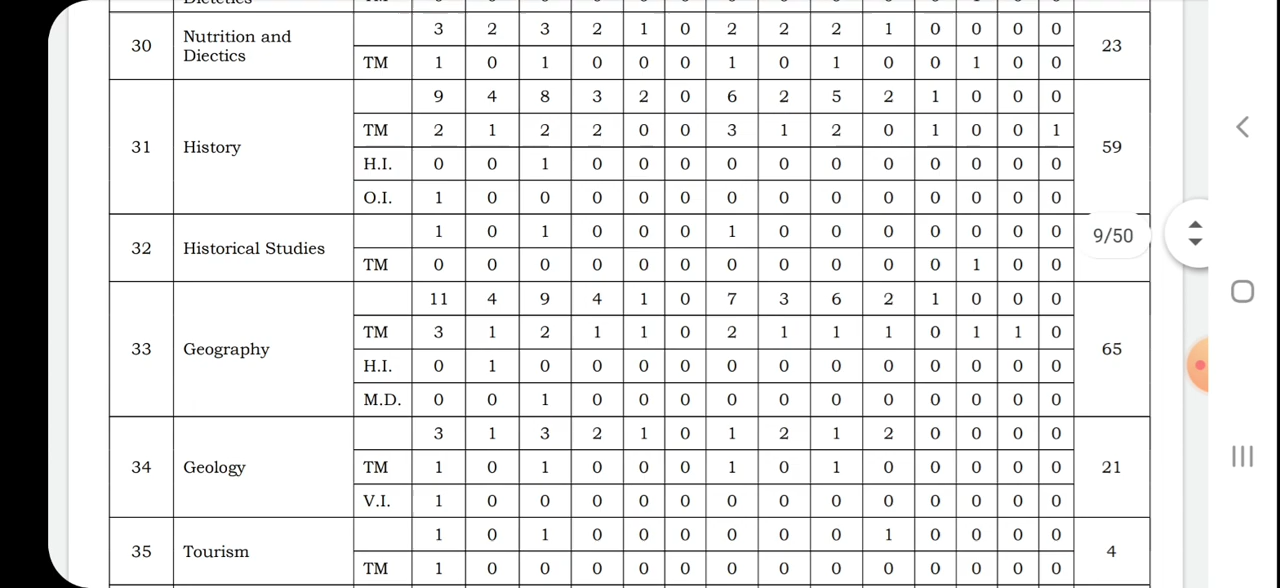 30 Nutrition and Diectics 3 2 3 2 1 0 2 2 2 1 0 0 0 0 23
TM 1 0 1 0 0 0 1 0 1 0 0 1 0 0
31 History 9 4 8 3 2 0 6 2 5 2 1 0 0 0 59
TM 2 1 2 2 0 0 3 1 2 0 1 0 0 1
H.I. 0 0 1 0 0 0 0 0 0 0 0 0 0 0
O.I. 1 0 0 0 0 0 0 0 0 0 0 0 0 0
32 Historical Studies 1 0 1 0 0 0 1 0 0 0 0 0 0 0 9/50
TM 0 0 0 0 0 0 0 0 0 0 0 1 0 0
33 Geography 11 4 9 4 1 0 7 3 6 2 1 0 0 0 65
TM 3 1 2 1 1 0 2 1 1 1 0 1 1 0
H.I. 0 1 0 0 0 0 0 0 0 0 0 0 0 0
M.D. 0 0 1 0 0 0 0 0 0 0 0 0 0 0
34 Geology 3 1 3 2 1 0 1 2 1 2 0 0 0 0 21
TM 1 0 1 0 0 0 1 0 1 0 0 0 0 0
V.I. 1 0 0 0 0 0 0 0 0 0 0 0 0 0
35 Tourism 1 0 1 0 0 0 0 0 0 1 0 0 0 0 4
TM 1 0 0 0 0 0 0 0 0 0 0 0 0 0